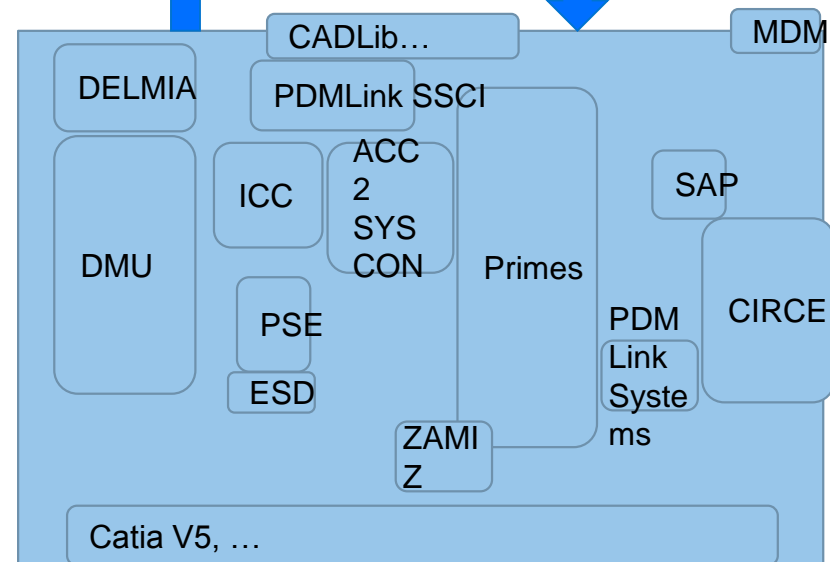 CADLib…
MDM
DELMIA
PDMLink SSCI
ACC
2
SYS
CON
ICC
SAP
DMU
Primes
CIRCE
PSE
PDM
Link
Syste
ms
ESD
ZAMI
Z
Catia V5, …